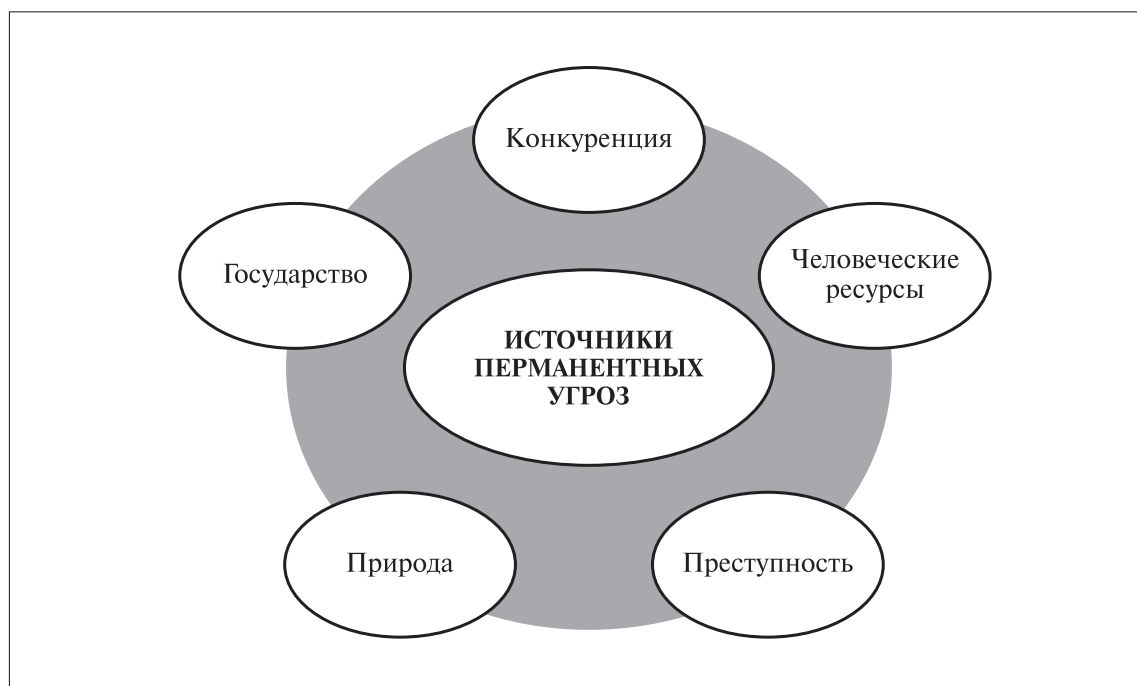 Конкуренция
Государство
Человеческие
ресурсы
ИСТОЧНИКИ
ПЕРМАНЕНТНЫХ
УГРОЗ
Природа
Преступность